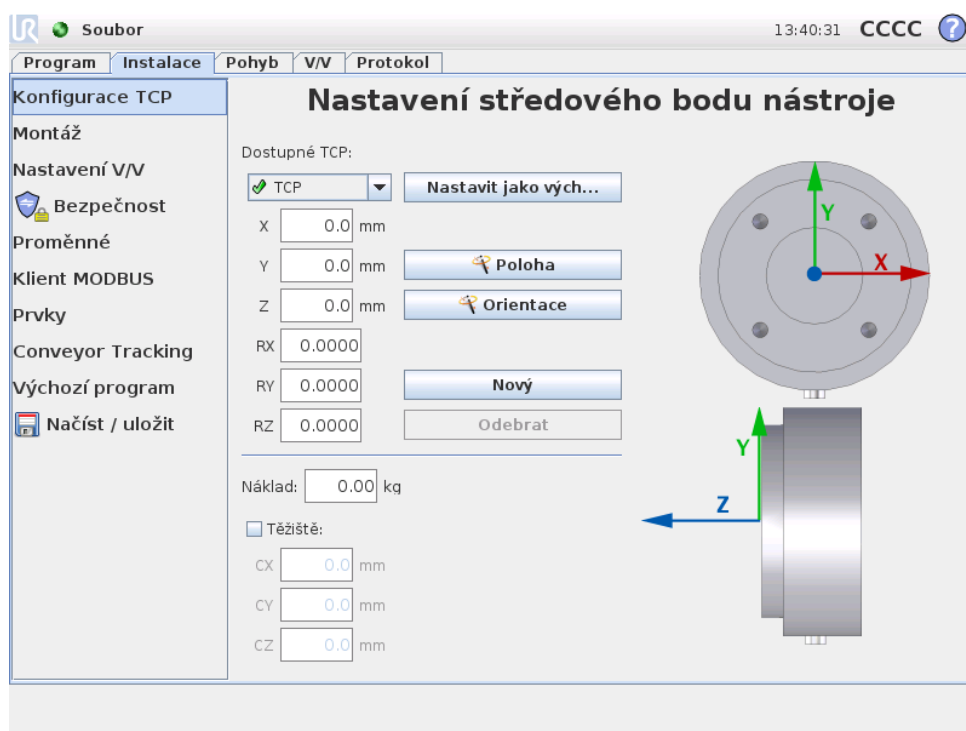 UR Soubor 13:40:31 CCCC ?
Program Instalace Pohyb V/V Protokol
Konfigurace TCP
Montáž
Nastavení V/V
Bezpečnost
Proměnné
Klient MODBUS
Prvky
Conveyor Tracking
Výchozí program
Načíst / uložit
Nastavení středového bodu nástroje
Dostupné TCP:
TCP Nastavit jako vých...
X 0.0 mm
Y 0.0 mm Poloha
Z 0.0 mm Orientace
RX 0.0000
RY 0.0000 Nový
RZ 0.0000 Odebrat
Náklad: 0.00 kg
Těžiště:
CX 0.0 mm
CY 0.0 mm
CZ 0.0 mm
Y
X
Y
Z